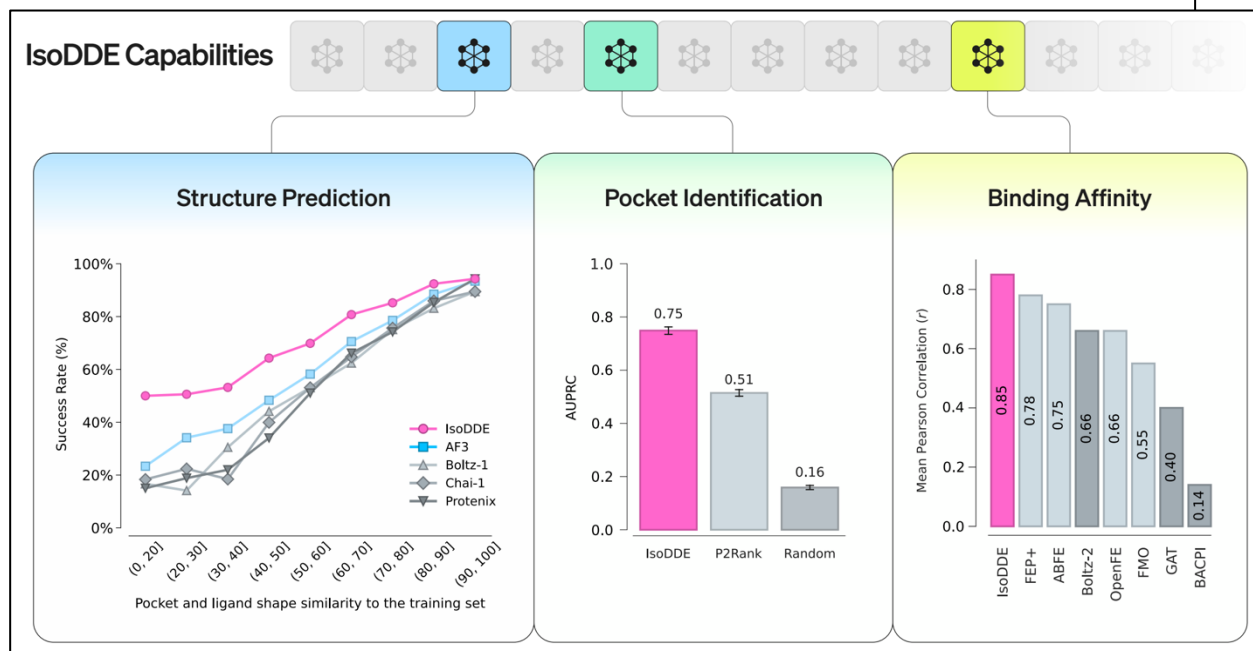 IsoDDE Capabilities
Structure Prediction
100%
80%
60%
40%
20%
0%
Success Rate (%)
IsoDDE
AF3
Boltz-1
Chai-1
Protenix
(0, 20]
(20, 30]
(30, 40]
(40, 50]
(50, 60]
(60, 70]
(70, 80]
(80, 90]
(90, 100]
Pocket and ligand shape similarity to the training set
Pocket Identification
1.0
0.8
0.6
0.4
0.2
0.0
AUPRC
0.75
0.51
0.16
IsoDDE
P2Rank
Random
Binding Affinity
0.8
0.6
0.4
0.2
0.0
Mean Pearson Correlation (r)
0.85
0.78
0.75
0.66
0.66
0.55
0.40
0.14
IsoDDE
FEP+
ABFE
Boltz-2
OpenFE
FMO
GAT
BACPI